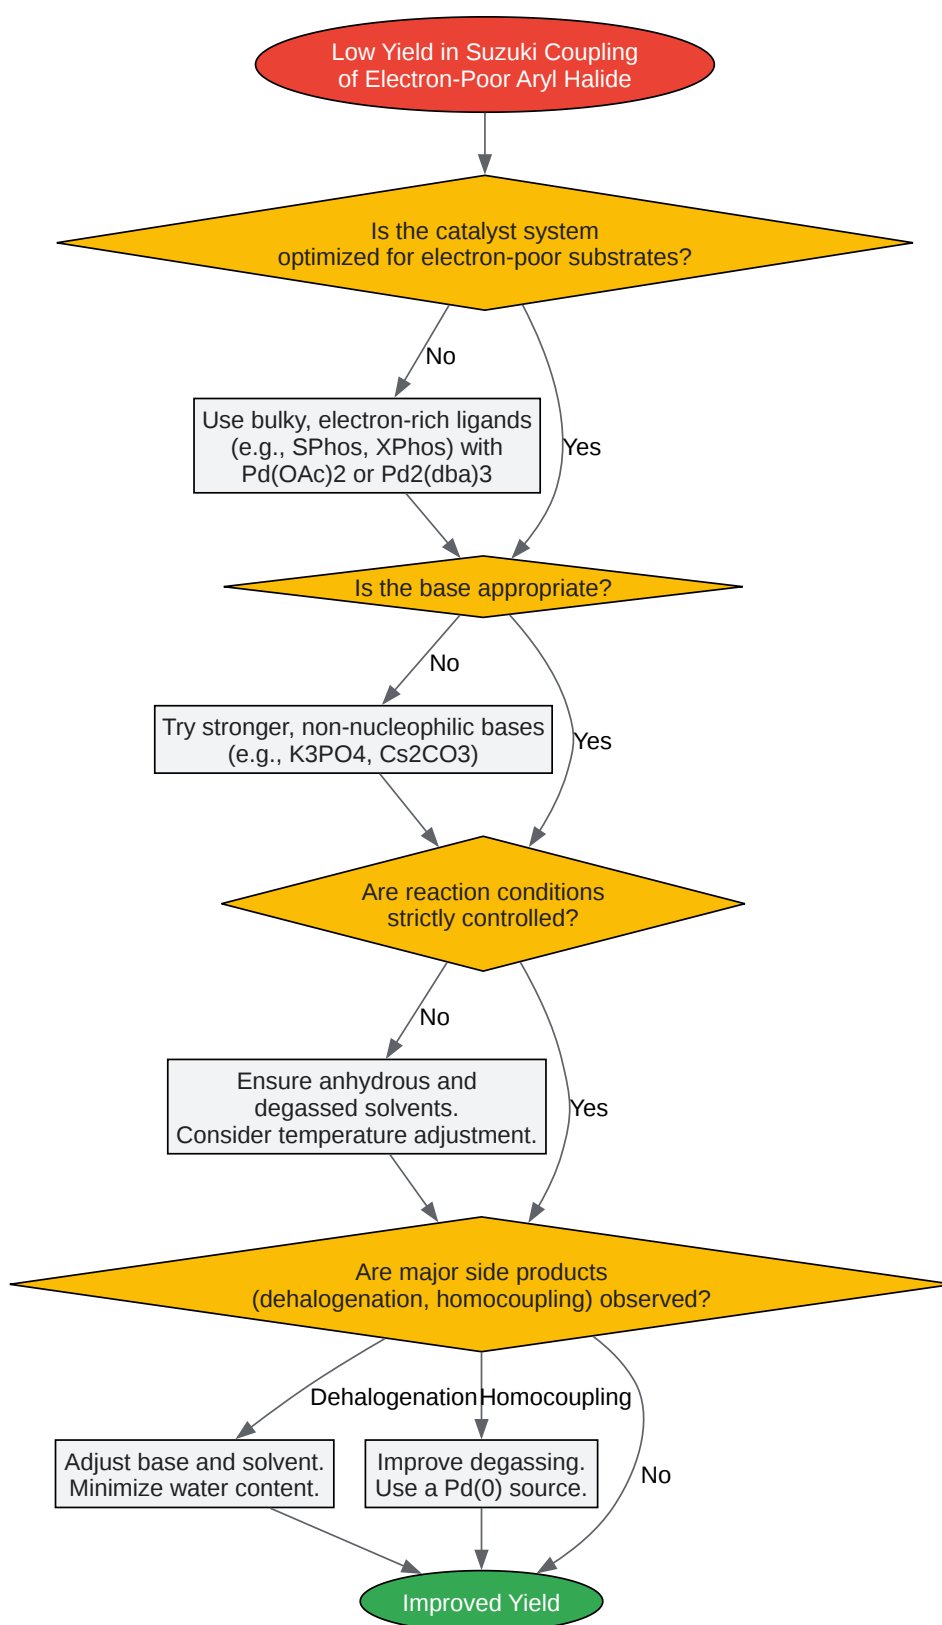 Low Yield in Suzuki Coupling
of Electron-Poor Aryl Halide
Is the catalyst system
optimized for electron-poor substrates?
No
Yes
Use bulky, electron-rich ligands
(e.g., SPhos, XPhos) with
Pd(OAc)2 or Pd2(dba)3
Is the base appropriate?
No
Yes
Try stronger, non-nucleophilic bases
(e.g., K3PO4, Cs2CO3)
Are reaction conditions
strictly controlled?
No
Yes
Ensure anhydrous and
degassed solvents.
Consider temperature adjustment.
Are major side products
(dehalogenation, homocoupling) observed?
Dehalogenation
Homocoupling
No
Adjust base and solvent.
Minimize water content.
Improve degassing.
Use a Pd(0) source.
Improved Yield